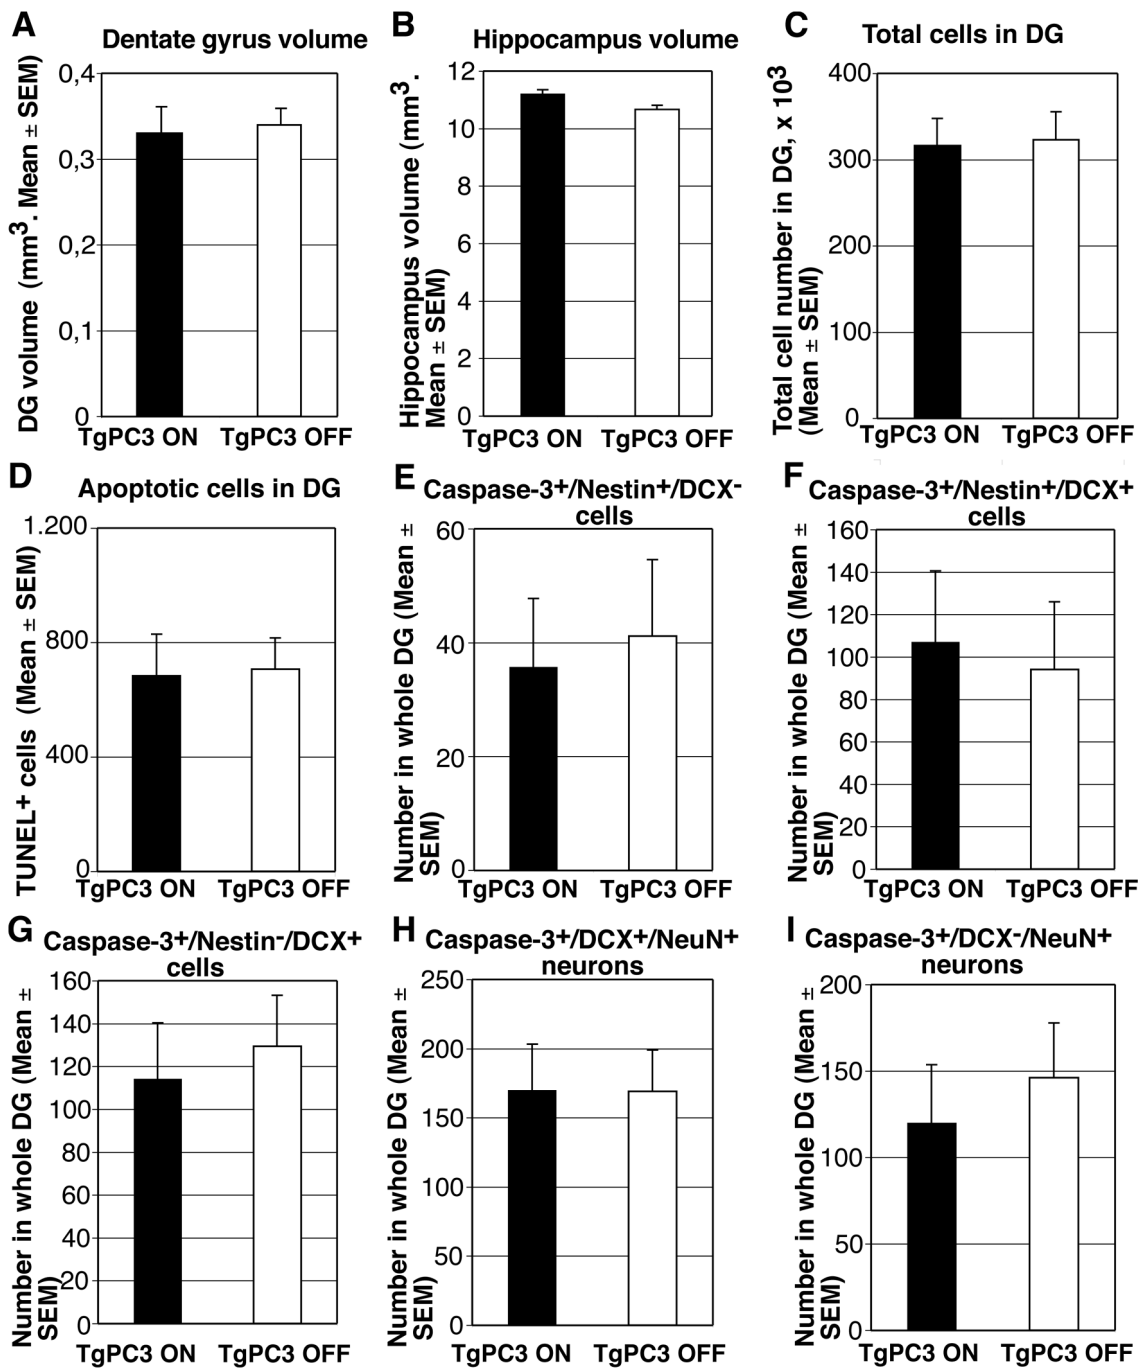 A
Dentate gyrus volume
DG volume (mm3. Mean ± SEM)
0,4
0,3
0,2
0,1
0
TgPC3 ON TgPC3 OFF
B
Hippocampus volume
Hippocampus volume (mm3.
Mean ± SEM)
12
10
8
6
4
2
0
TgPC3 ON TgPC3 OFF
C
Total cells in DG
Total cell number in DG, x 103
(Mean ± SEM)
400
300
200
100
0
TgPC3 ON TgPC3 OFF
D
Apoptotic cells in DG
TUNEL+ cells (Mean ± SEM)
1.200
800
400
0
TgPC3 ON TgPC3 OFF
E
Caspase-3+/Nestin+/DCX-
cells
Number in whole DG (Mean ±
SEM)
60
40
20
0
TgPC3 ON TgPC3 OFF
F
Caspase-3+/Nestin+/DCX+
cells
Number in whole DG (Mean ±
SEM)
160
140
120
100
80
60
40
20
0
TgPC3 ON TgPC3 OFF
G
Caspase-3+/Nestin-/DCX+
cells
Number in whole DG (Mean ±
SEM)
160
140
120
100
80
60
40
20
0
TgPC3 ON TgPC3 OFF
H
Caspase-3+/DCX+/NeuN+
neurons
Number in whole DG (Mean ±
SEM)
250
200
150
100
50
0
TgPC3 ON TgPC3 OFF
I
Caspase-3+/DCX-/NeuN+
neurons
Number in whole DG (Mean ±
SEM)
200
150
100
50
0
TgPC3 ON TgPC3 OFF